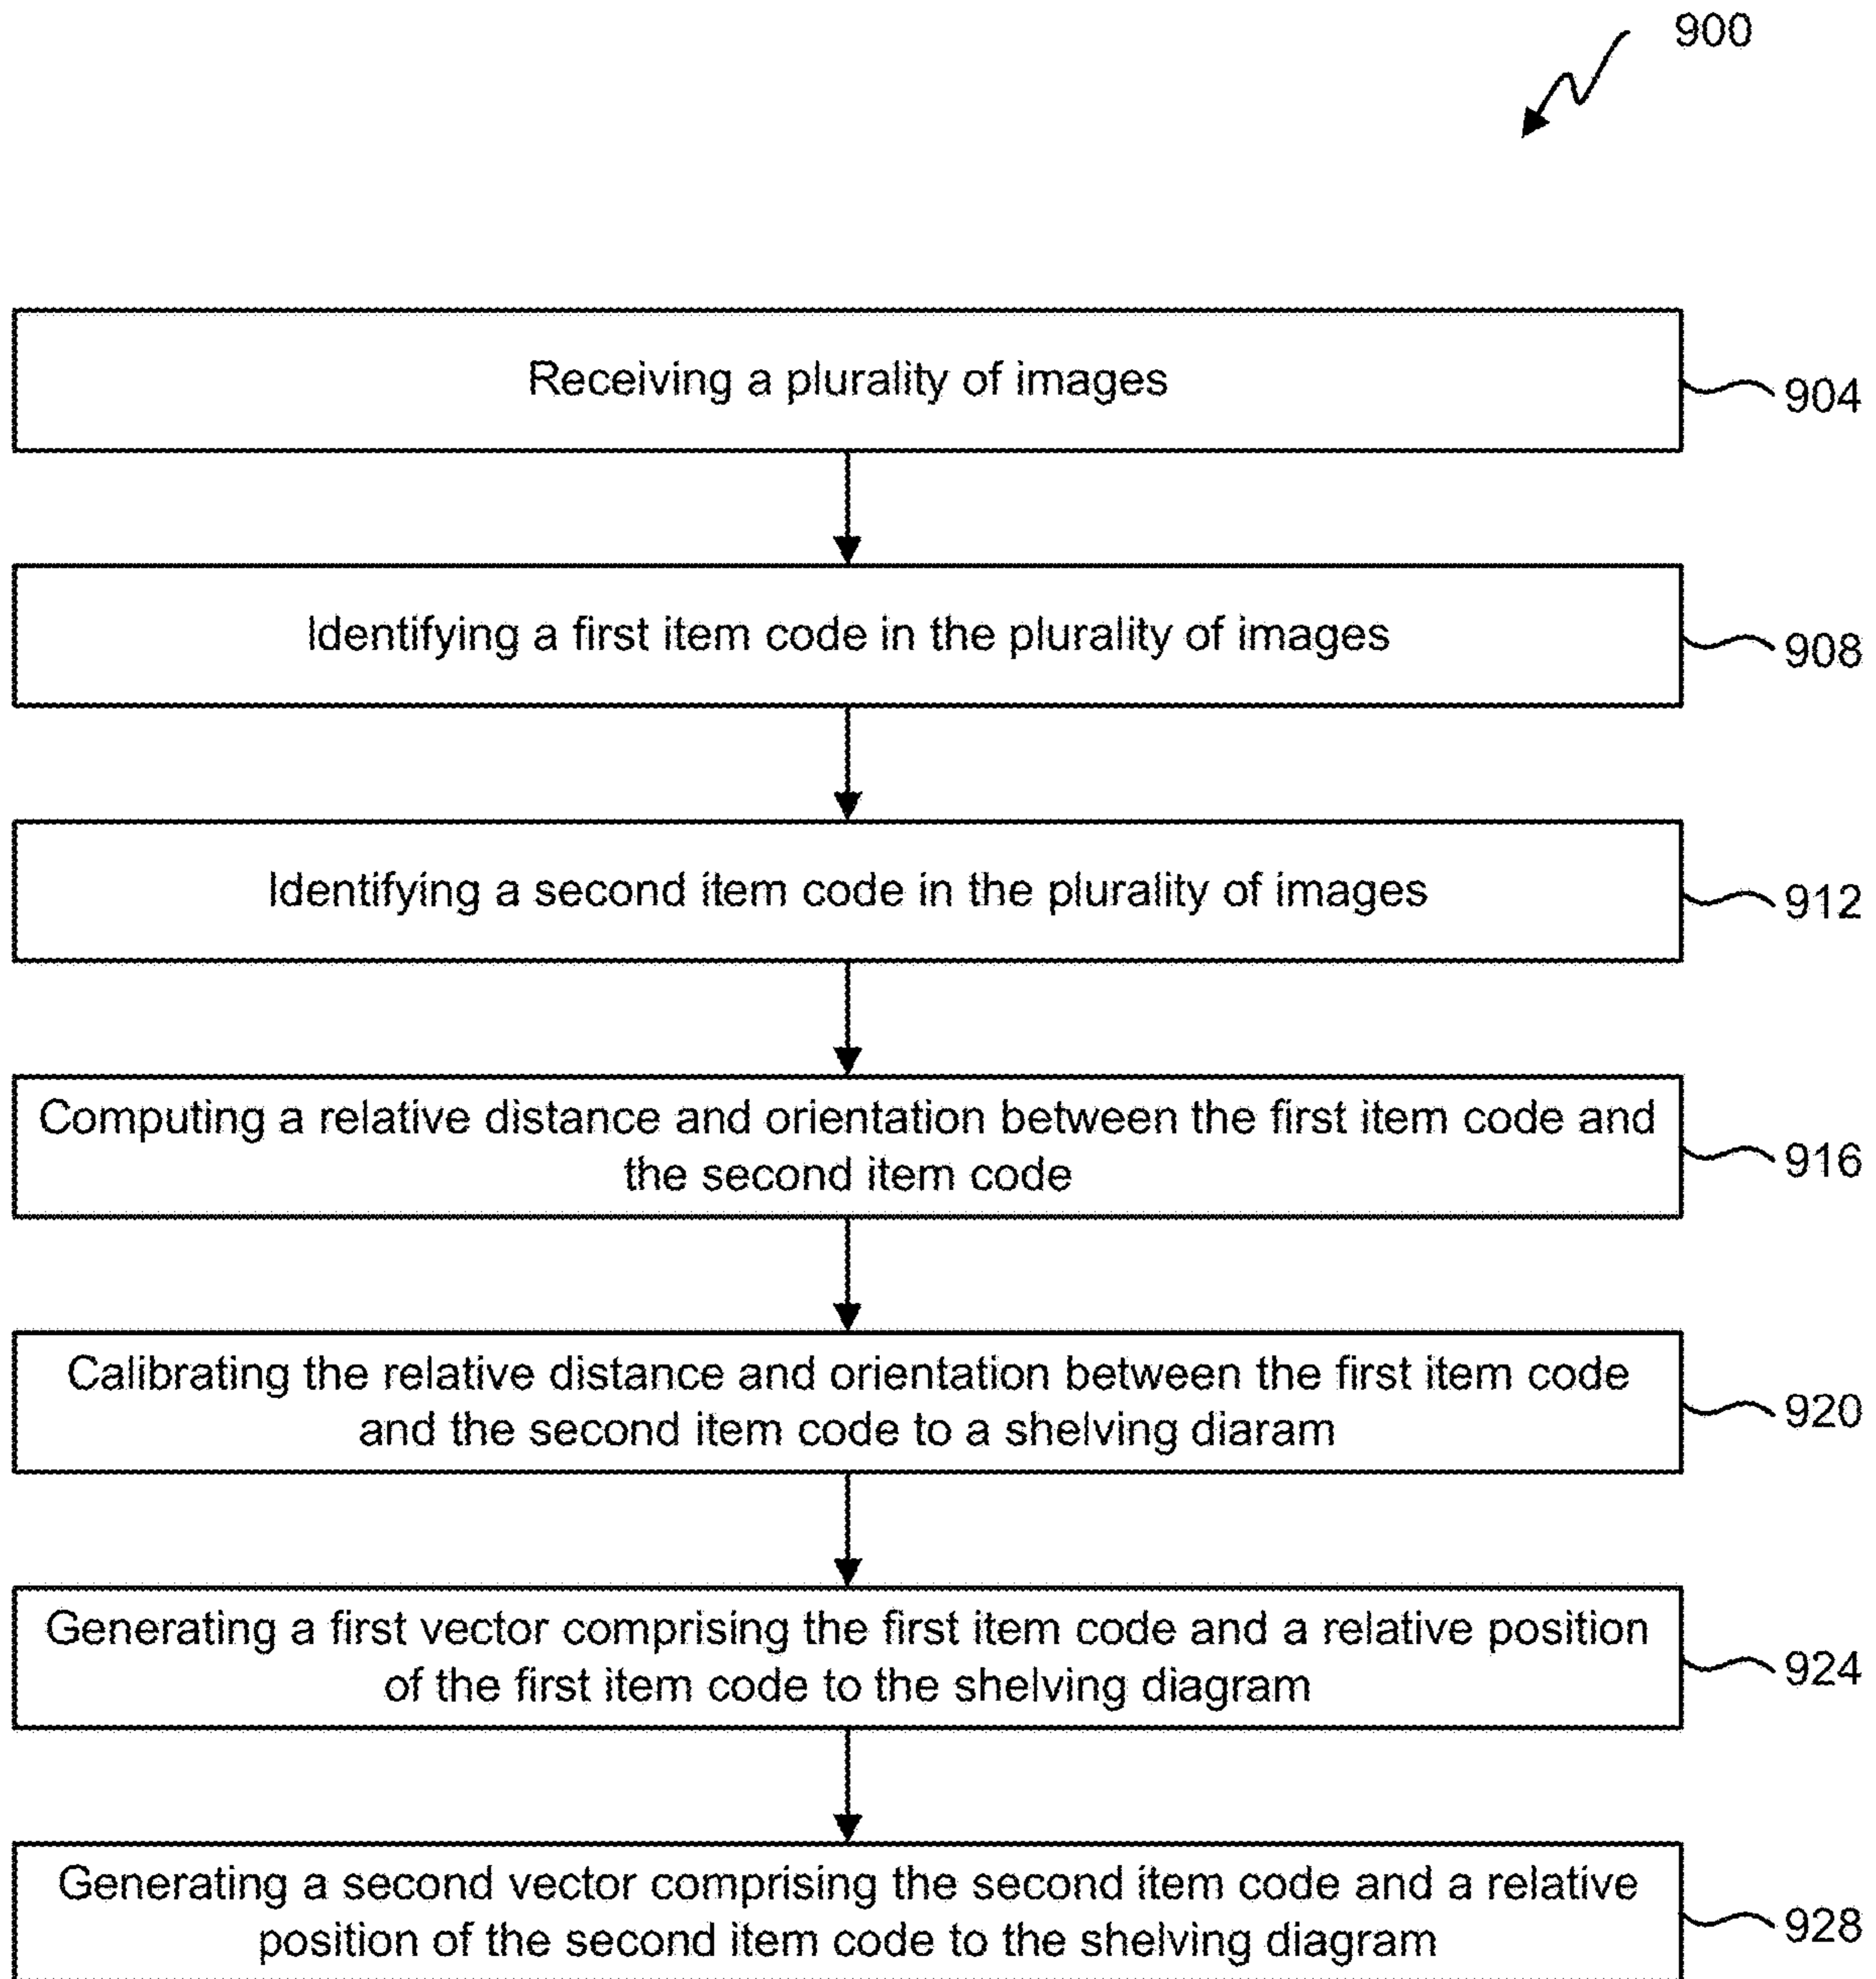 900
Receiving a plurality of images
904
Identifying a first item code in the plurality of images
908
Identifying a second item code in the plurality of images
912
Computing a relative distance and orientation between the first item code and
the second item code
916
Calibrating the relative distance and orientation between the first item code
and the second item code to a shelving diaram
920
Generating a first vector comprising the first item code and a relative position
of the first item code to the shelving diagram
924
Generating a second vector comprising the second item code and a relative
position of the second item code to the shelving diagram
928